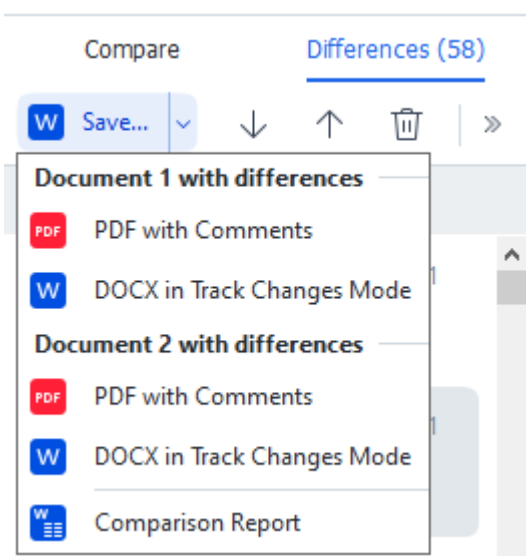 Compare Differences (58)
W Save...
Document 1 with differences
PDF PDF with Comments
W DOCX in Track Changes Mode
Document 2 with differences
PDF PDF with Comments
W DOCX in Track Changes Mode
W Comparison Report